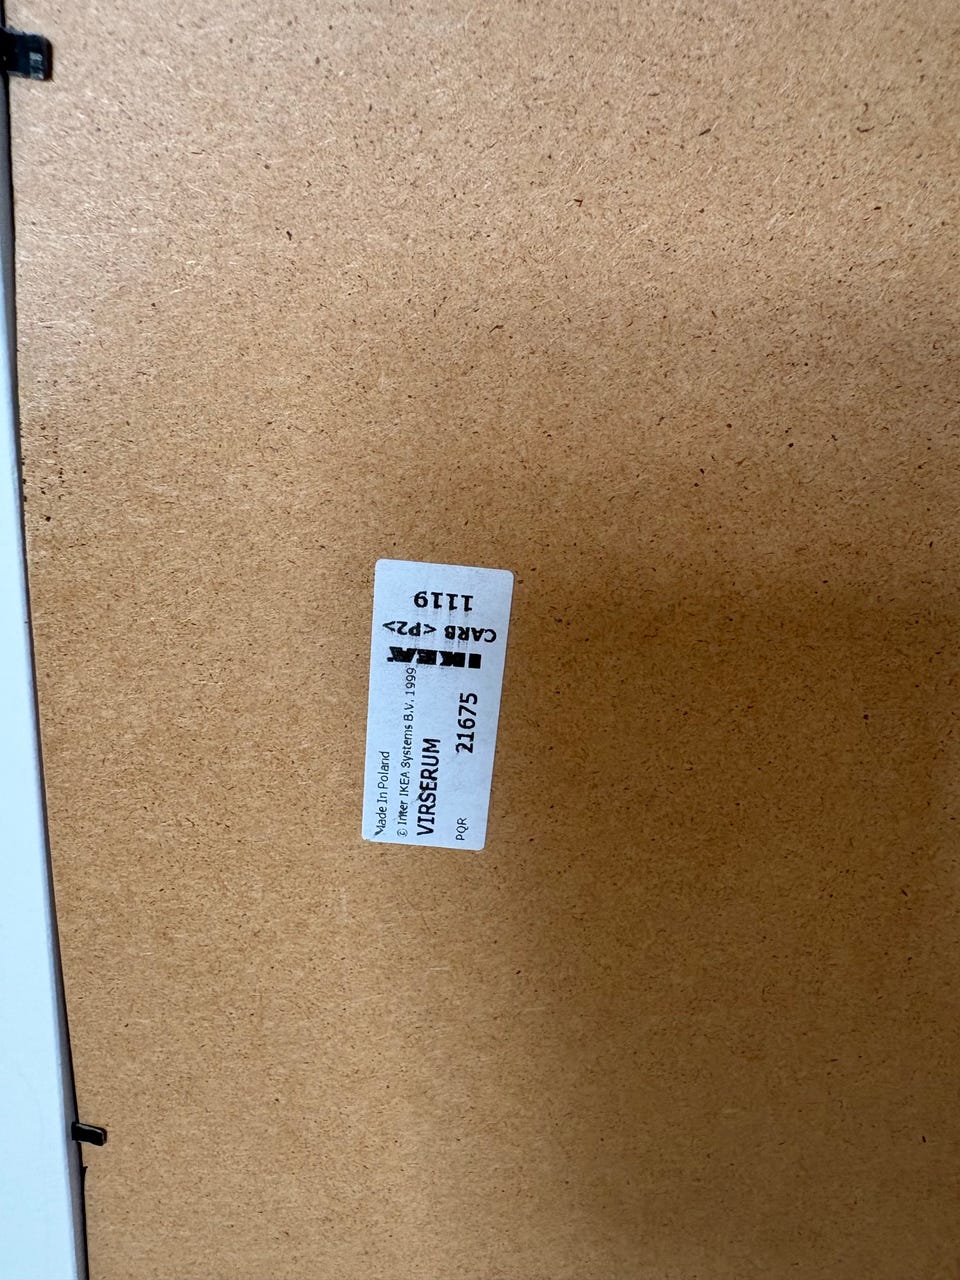 Made In Poland
© Inter IKEA Systems B.V. 1999
VIRSERUM
PQR 21675
IKEA
CARB <P2>
1119